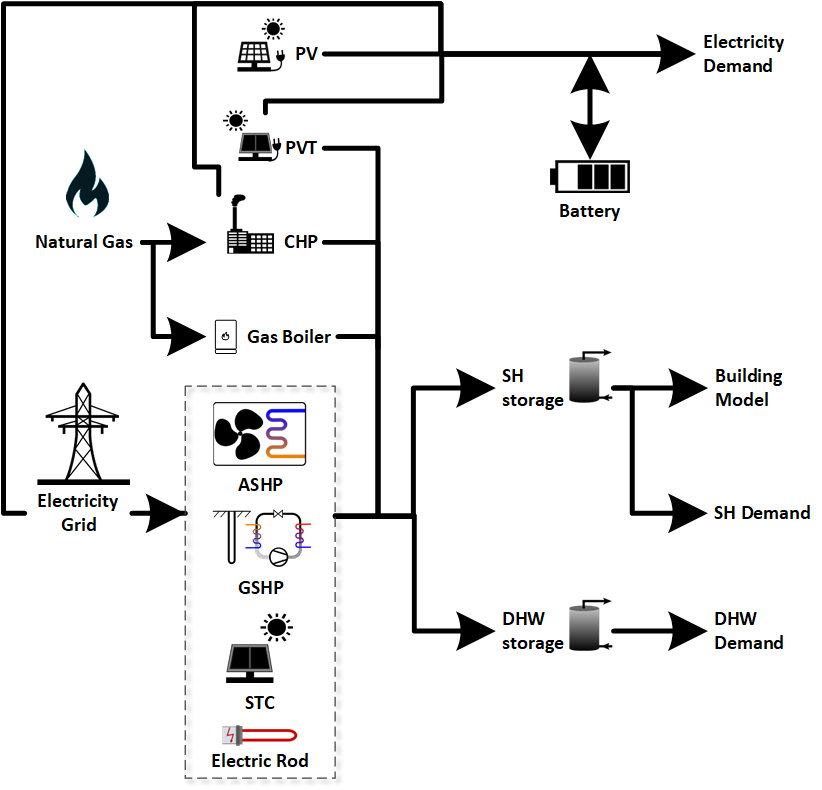 PV
Electricity
Demand
PVT
Battery
Natural Gas
CHP
Gas Boiler
SH
storage
Building
Model
ASHP
Electricity
Grid
SH Demand
GSHP
DHW
storage
DHW
Demand
STC
Electric Rod